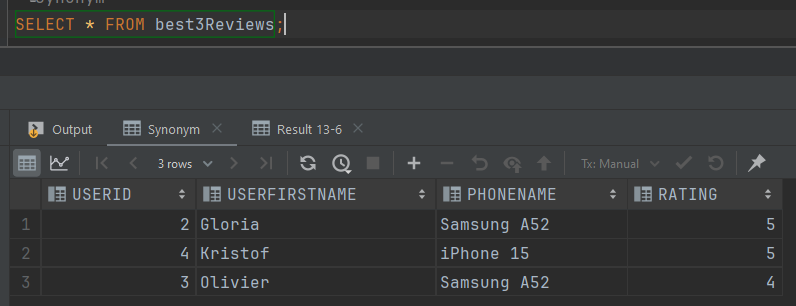 SELECT * FROM best3Reviews;
Output Synonym Result 13-6
3 rows Tx: Manual
USERID USERFIRSTNAME PHONENAME RATING
1 2 Gloria Samsung A52 5
2 4 Kristof iPhone 15 5
3 3 Olivier Samsung A52 4